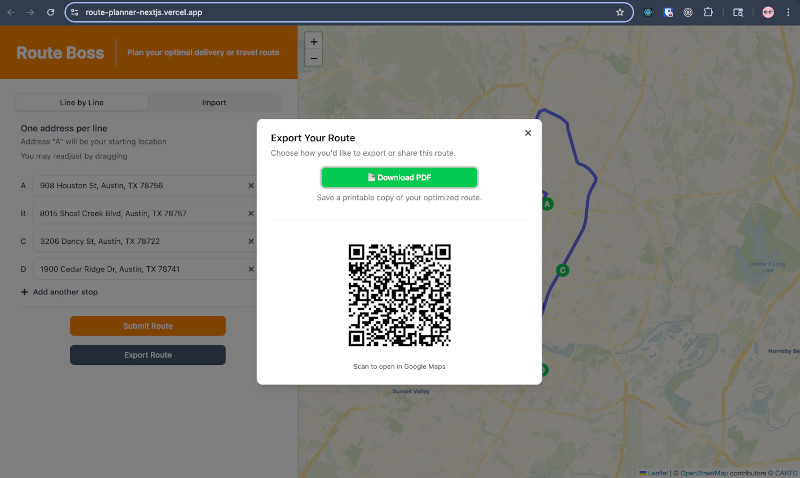 route-planner-nextjs.vercel.app
Route Boss
Plan your optimal delivery or travel route
Line by Line
Import
One address per line
Address "A" will be your starting location
You may readjust by dragging
A 908 Houston St, Austin, TX 78756 ×
B 8015 Shoal Creek Blvd, Austin, TX 78757 ×
C 3206 Dancy St, Austin, TX 78722 ×
D 1900 Cedar Ridge Dr, Austin, TX 78741 ×
+ Add another stop
Submit Route
Export Route
Export Your Route ×
Choose how you'd like to export or share this route.
Download PDF
Save a printable copy of your optimized route.
Scan to open in Google Maps
+
−
A
C
Sunset Valley
Leaflet | © OpenStreetMap contributors © CARTO